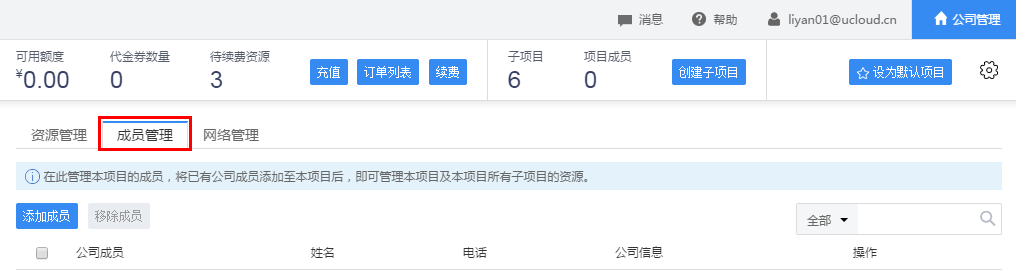 消息 帮助 liyan01@ucloud.cn 公司管理
可用额度 代金券数量 待续费资源 子项目 项目成员
¥0.00 0 3 充值 订单列表 续费 6 0 创建子项目 设为默认项目
资源管理 成员管理 网络管理
在此管理本项目的成员，将已有公司成员添加至本项目后，即可管理本项目及本项目所有子项目的资源。
添加成员 移除成员 全部
公司成员 姓名 电话 公司信息 操作